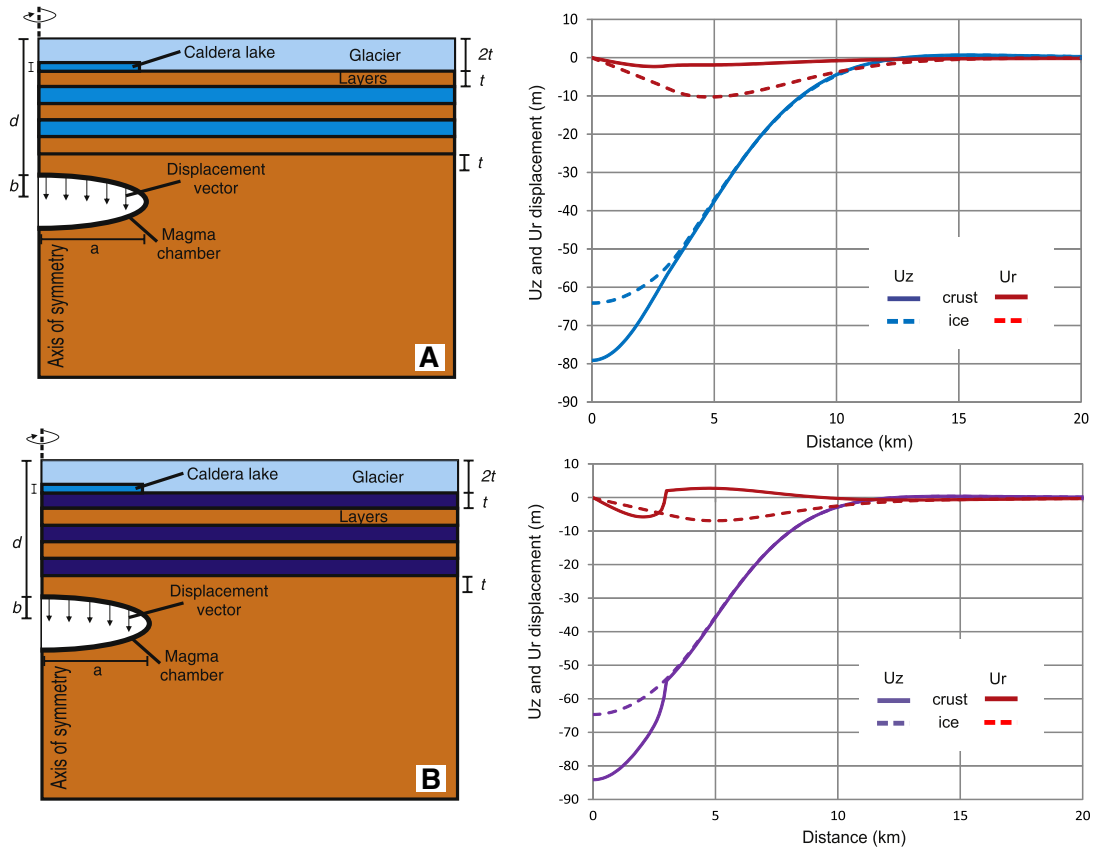 Caldera lake
Glacier
2t
Layers
t
d
t
b
Displacement
vector
Magma
chamber
a
Axis of symmetry
A
Uz and Ur displacement (m)
10
0
-10
-20
-30
-40
-50
-60
-70
-80
-90
Uz
Ur
crust
ice
0
5
10
15
20
Distance (km)
Caldera lake
Glacier
2t
t
Layers
d
t
b
Displacement
vector
Magma
chamber
a
Axis of symmetry
B
Uz and Ur displacement (m)
10
0
-10
-20
-30
-40
-50
-60
-70
-80
-90
Uz
Ur
crust
ice
0
5
10
15
20
Distance (km)